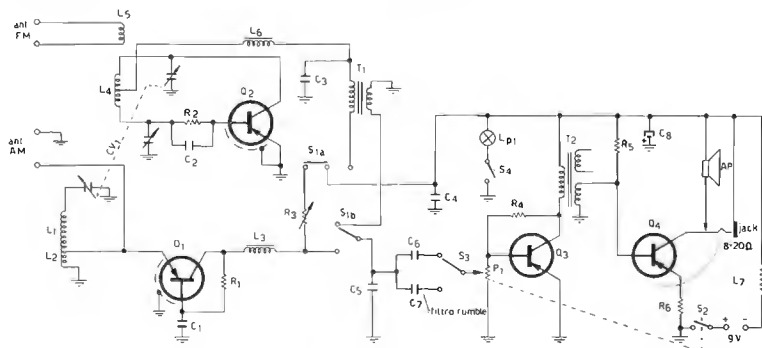 ant
FM
L5
L6
T1
L4
C3
R2
Q2
C2
CV1
ant
AM
S1a
Lp1
S4
T2
R5
C8
AP
L1
L2
Q1
L3
R3
S1b
C4
R4
Q3
Q4
jack
8-20Ω
R1
C1
C5
C6
C7
S3
P1
filtro rumble
R6
S2
+ -
9V
L7